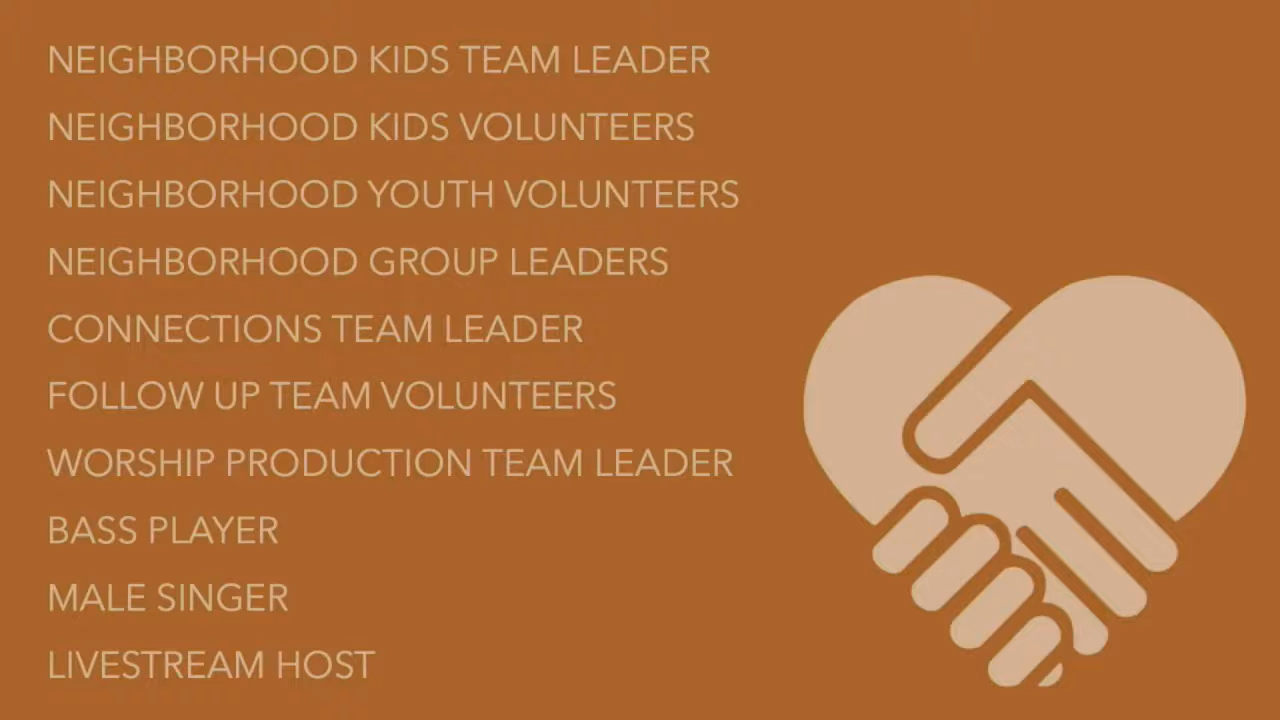 NEIGHBORHOOD KIDS TEAM LEADER
NEIGHBORHOOD KIDS VOLUNTEERS
NEIGHBORHOOD YOUTH VOLUNTEERS
NEIGHBORHOOD GROUP LEADERS
CONNECTIONS TEAM LEADER
FOLLOW UP TEAM VOLUNTEERS
WORSHIP PRODUCTION TEAM LEADER
BASS PLAYER
MALE SINGER
LIVESTREAM HOST